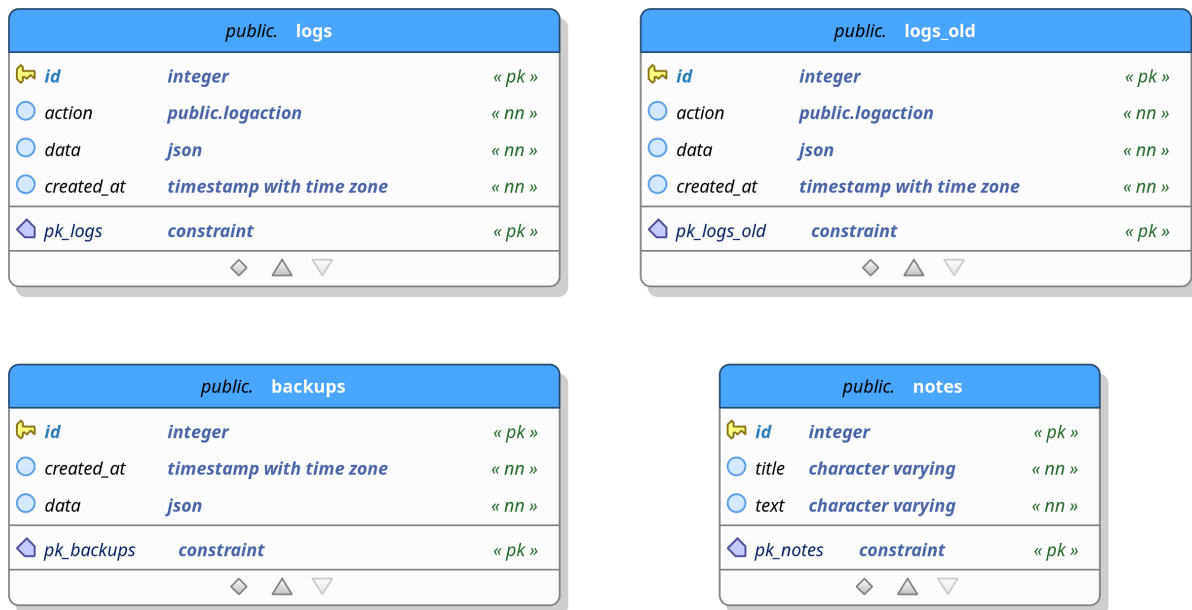 public. logs
id integer « pk »
action public.logaction « nn »
data json « nn »
created_at timestamp with time zone « nn »
pk_logs constraint « pk »
public. logs_old
id integer « pk »
action public.logaction « nn »
data json « nn »
created_at timestamp with time zone « nn »
pk_logs_old constraint « pk »
public. backups
id integer « pk »
created_at timestamp with time zone « nn »
data json « nn »
pk_backups constraint « pk »
public. notes
id integer « pk »
title character varying « nn »
text character varying « nn »
pk_notes constraint « pk »